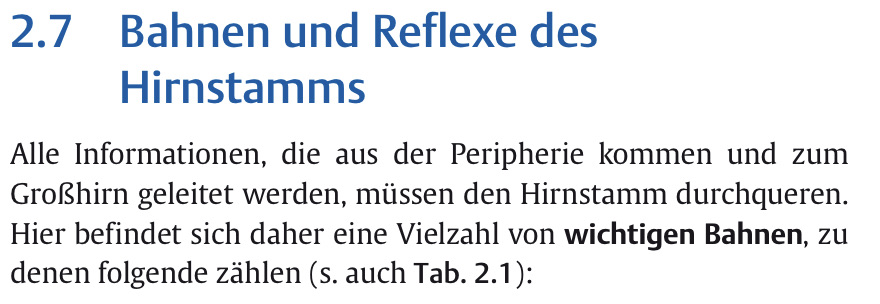 2.7 Bahnen und Reflexe des
Hirnstamms
Alle Informationen, die aus der Peripherie kommen und zum
Großhirn geleitet werden, müssen den Hirnstamm durchqueren.
Hier befindet sich daher eine Vielzahl von wichtigen Bahnen, zu
denen folgende zählen (s. auch Tab. 2.1):